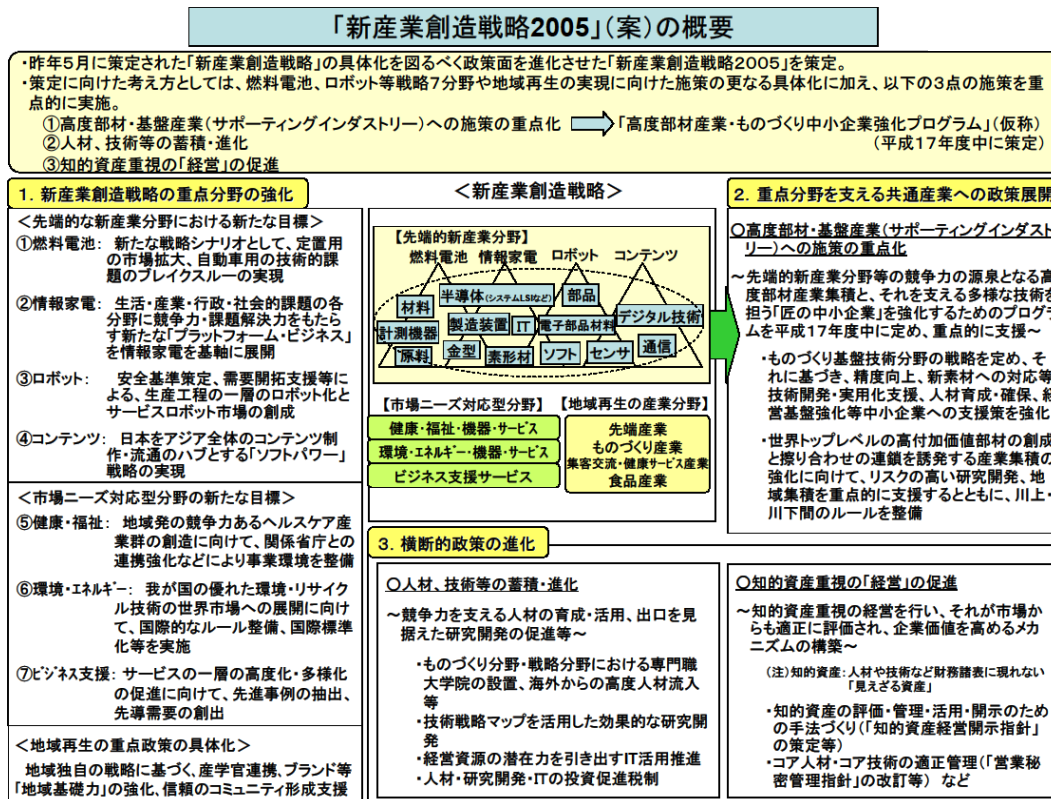 「新産業創造戦略2005」(案)の概要
・昨年5月に策定された「新産業創造戦略」の具体化を図るべく政策面を進化させた「新産業創造戦略2005」を策定。
・策定に向けた考え方としては、燃料電池、ロボット等戦略7分野や地域再生の実現に向けた施策の更なる具体化に加え、以下の3点の施策を重
点的に実施。
①高度部材・基盤産業(サポーティングインダストリー)への施策の重点化 「高度部材産業・ものづくり中小企業強化プログラム」(仮称)
②人材、技術等の蓄積・進化 (平成17年度中に策定)
③知的資産重視の「経営」の促進
1. 新産業創造戦略の重点分野の強化
<先端的な新産業分野における新たな目標>
①燃料電池: 新たな戦略シナリオとして、定置用
の市場拡大、自動車用の技術的課
題のブレイクスルーの実現
②情報家電: 生活・産業・行政・社会的課題の各
分野に競争力・課題解決力をもたら
す新たな「プラットフォーム・ビジネス」
を情報家電を基軸に展開
③ロボット: 安全基準策定、需要開拓支援等に
よる、生産工程の一層のロボット化と
サービスロボット市場の創成
④コンテンツ: 日本をアジア全体のコンテンツ制
作・流通のハブとする「ソフトパワー」
戦略の実現
<市場ニーズ対応型分野の新たな目標>
⑤健康・福祉: 地域発の競争力あるヘルスケア産
業群の創造に向けて、関係省庁との
連携強化などにより事業環境を整備
⑥環境・エネルギー: 我が国の優れた環境・リサイク
ル技術の世界市場への展開に向け
て、国際的なルール整備、国際標準
化等を実施
⑦ビジネス支援: サービスの一層の高度化・多様化
の促進に向けて、先進事例の抽出、
先導需要の創出
<地域再生の重点政策の具体化>
地域独自の戦略に基づく、産学官連携、ブランド等
「地域基礎力」の強化、信頼のコミュニティ形成支援
<新産業創造戦略>
【先端的新産業分野】
燃料電池 情報家電 ロボット コンテンツ
半導体(システムLSIなど) 部品
材料
計測機器 製造装置 IT 電子部品材料 デジタル技術
原料 金型 素形材 ソフト センサ 通信
【市場ニーズ対応型分野】
健康・福祉・機器・サービス
環境・エネルギー・機器・サービス
ビジネス支援サービス
【地域再生の産業分野】
先端産業
ものづくり産業
集客交流・健康サービス産業
食品産業
2. 重点分野を支える共通産業への政策展開
○高度部材・基盤産業(サポーティングインダスト
リー)への施策の重点化
~先端的新産業分野等の競争力の源泉となる高
度部材産業集積と、それを支える多様な技術を
担う「匠の中小企業」を強化するためのプログラ
ムを平成17年度中に定め、重点的に支援~
・ものづくり基盤技術分野の戦略を定め、そ
れに基づき、精度向上、新素材への対応等
技術開発・実用化支援、人材育成・確保、経
営基盤強化等中小企業への支援策を強化
・世界トップレベルの高付加価値部材の創成
と擦り合わせの連鎖を誘発する産業集積の
強化に向けて、リスクの高い研究開発、地
域集積を重点的に支援するとともに、川上・
川下間のルールを整備
3. 横断的政策の進化
○人材、技術等の蓄積・進化
~競争力を支える人材の育成・活用、出口を見
据えた研究開発の促進等~
・ものづくり分野・戦略分野における専門職
大学院の設置、海外からの高度人材流入
等
・技術戦略マップを活用した効果的な研究開
発
・経営資源の潜在力を引き出すIT活用推進
・人材・研究開発・ITの投資促進税制
○知的資産重視の「経営」の促進
~知的資産重視の経営を行い、それが市場か
らも適正に評価され、企業価値を高めるメカ
ニズムの構築~
(注)知的資産:人材や技術など財務諸表に現れない
「見えざる資産」
・知的資産の評価・管理・活用・開示のため
の手法づくり(「知的資産経営開示指針」
の策定等)
・コア人材・コア技術の適正管理(「営業秘
密管理指針」の改訂等) など